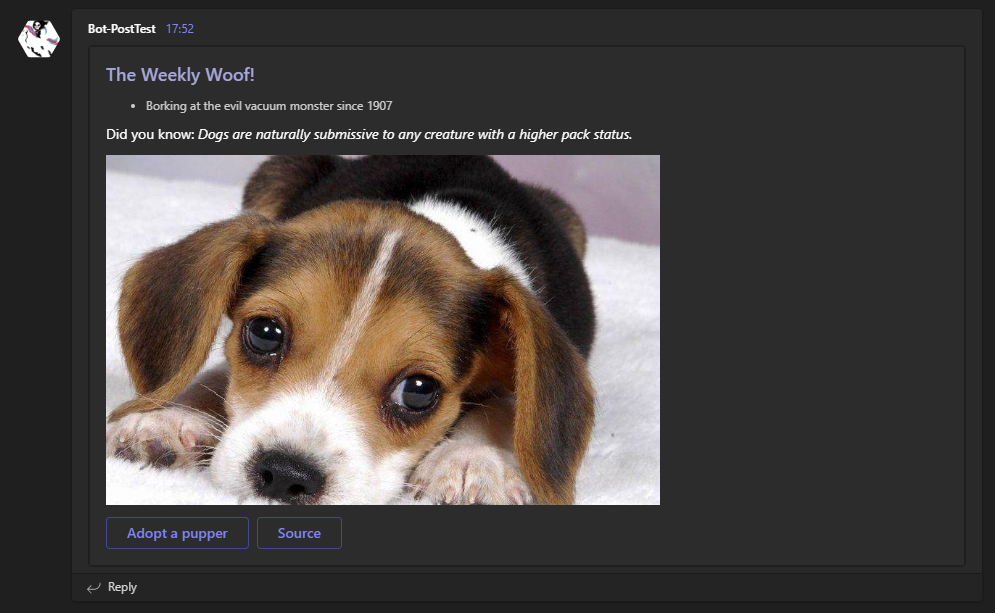 Bot-PostTest 17:52
The Weekly Woof!
• Borking at the evil vacuum monster since 1907
Did you know: Dogs are naturally submissive to any creature with a higher pack status.
Adopt a pupper Source
Reply